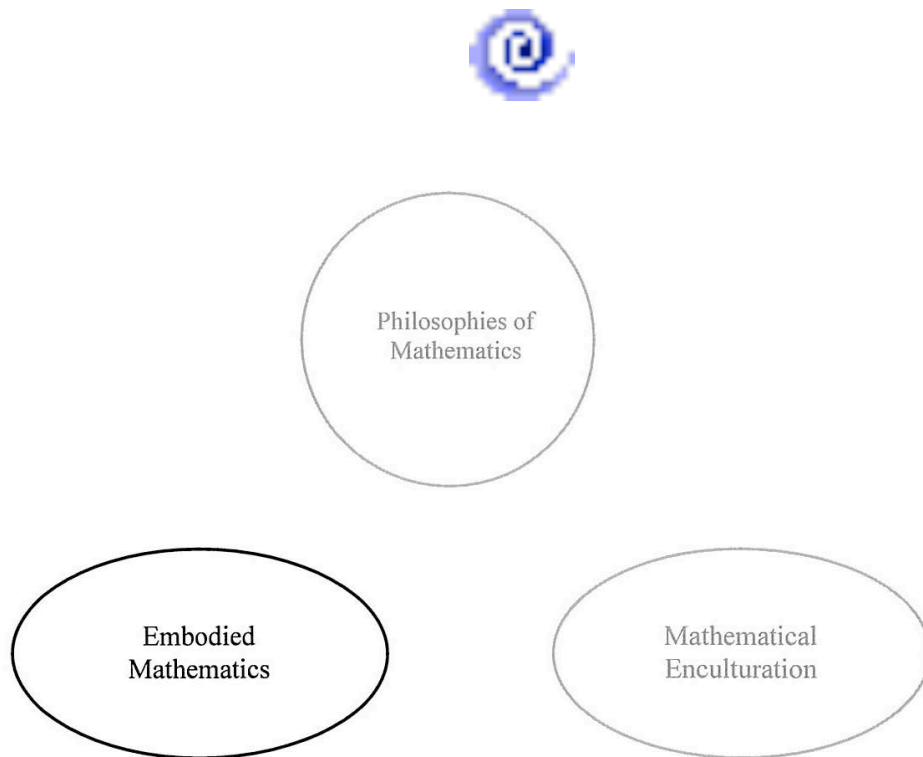 Philosophies of
Mathematics
Embodied
Mathematics
Mathematical
Enculturation